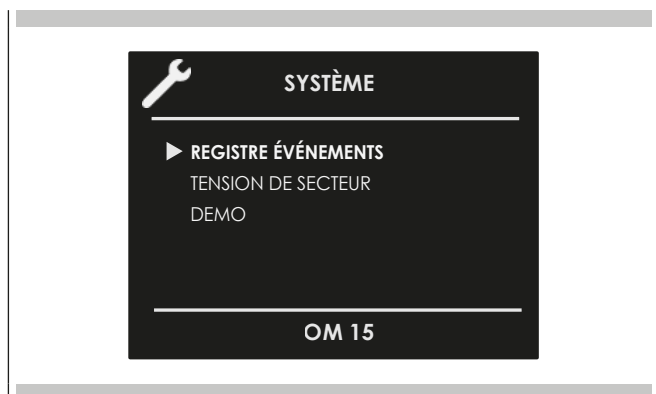 SYSTÈME
REGISTRE ÉVÉNEMENTS
TENSION DE SECTEUR
DEMO
OM 15